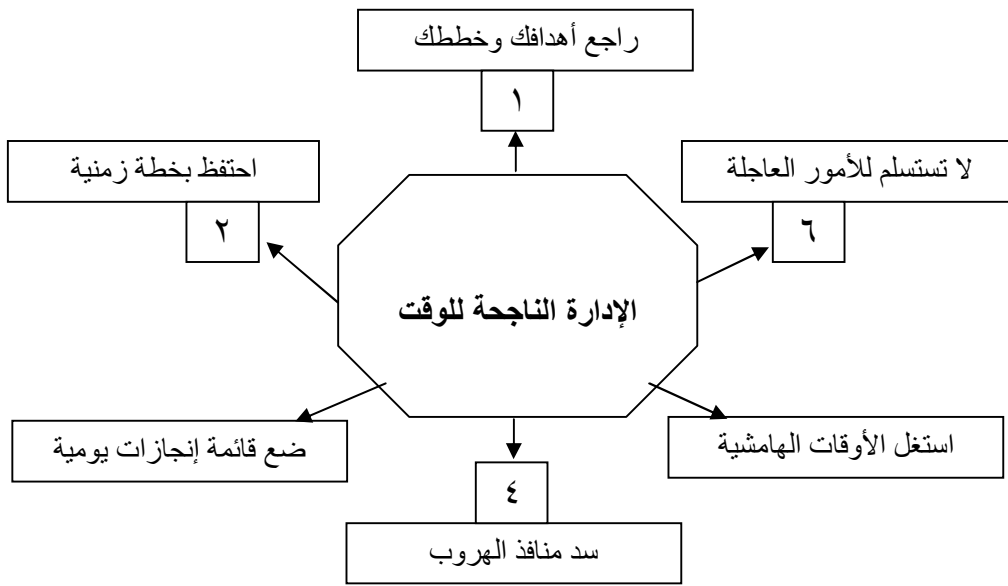 راجع أهدافك وخططك
١
احتفظ بخطة زمنية
٢
لا تستسلم للأمور العاجلة
٦
الإدارة الناجحة للوقت
ضع قائمة إنجازات يومية
استغل الأوقات الهامشية
٤
سد منافذ الهروب